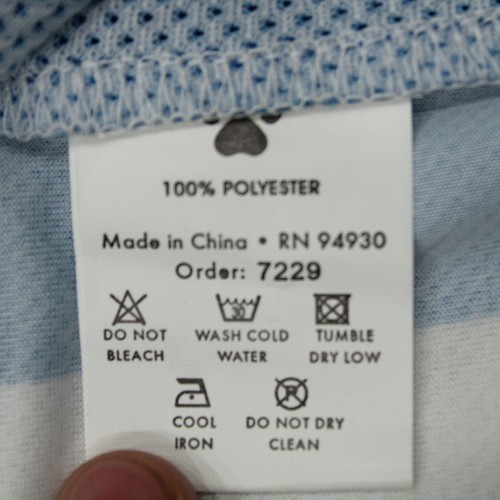 100% POLYESTER
Made in China • RN 94930
Order: 7229
30
DO NOT
BLEACH
WASH COLD
WATER
TUMBLE
DRY LOW
P
COOL
IRON
DO NOT DRY
CLEAN